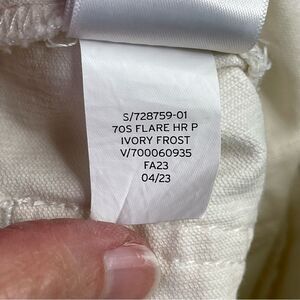 S/728759-01
70S FLARE HR P
IVORY FROST
V/700060935
FA23
04/23